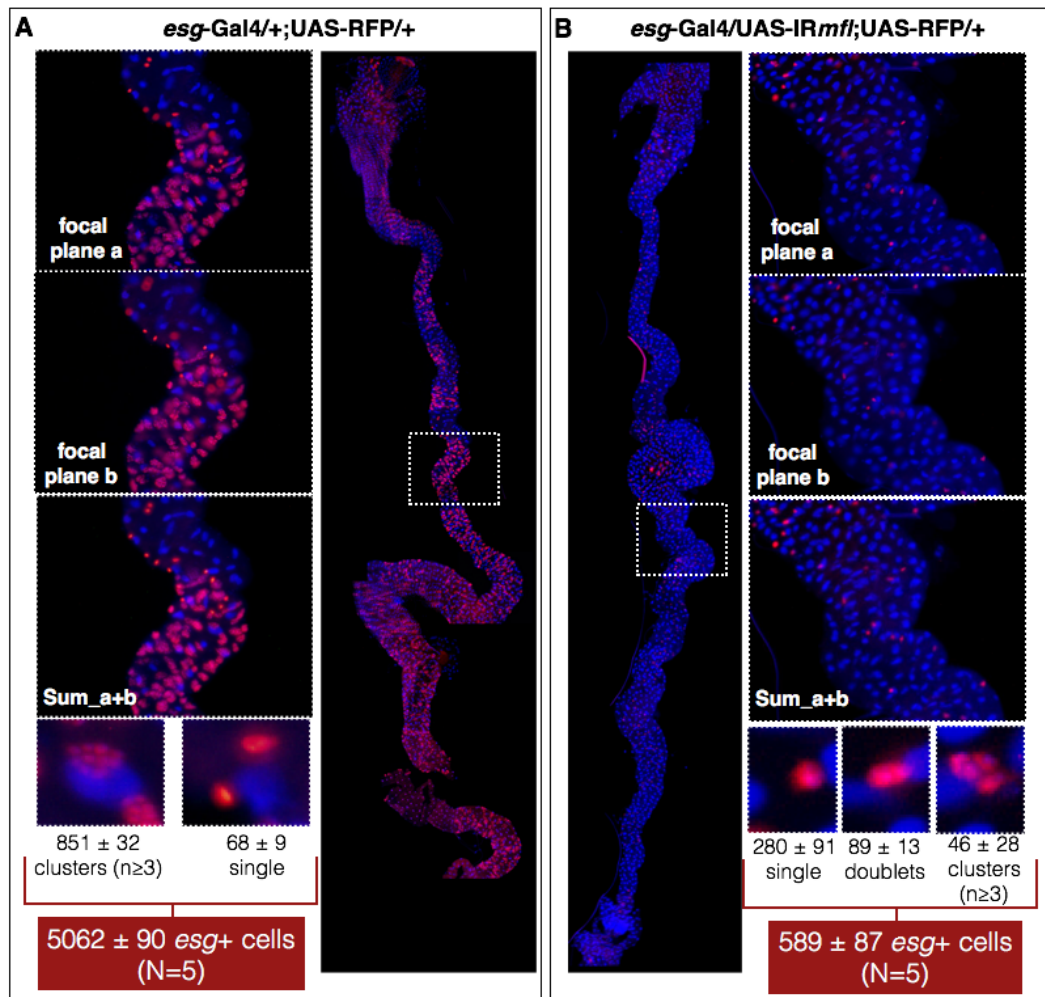 A
esg-Gal4/+;UAS-RFP/+
focal
plane a
focal
plane b
Sum_a+b
851 ± 32
clusters (n≥3)
68 ± 9
single
5062 ± 90 esg+ cells
(N=5)
B
esg-Gal4/UAS-IRmfl;UAS-RFP/+
focal
plane a
focal
plane b
Sum_a+b
280 ± 91
single
89 ± 13
doublets
46 ± 28
clusters
(n≥3)
589 ± 87 esg+ cells
(N=5)